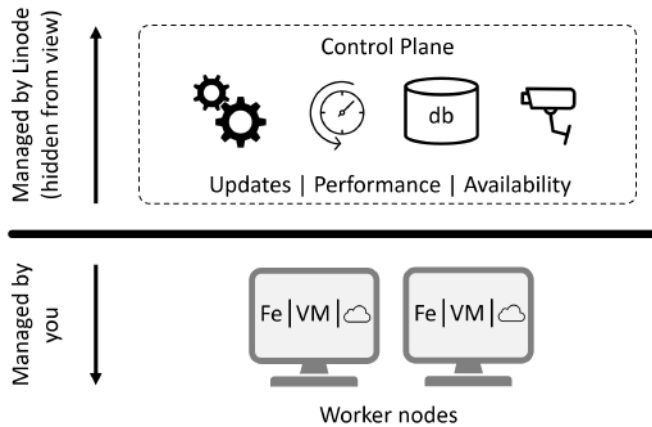 Managed by Linode
(hidden from view)
Control Plane
db
Updates | Performance | Availability
Managed by
you
Fe|VM|
Fe|VM|
Worker nodes